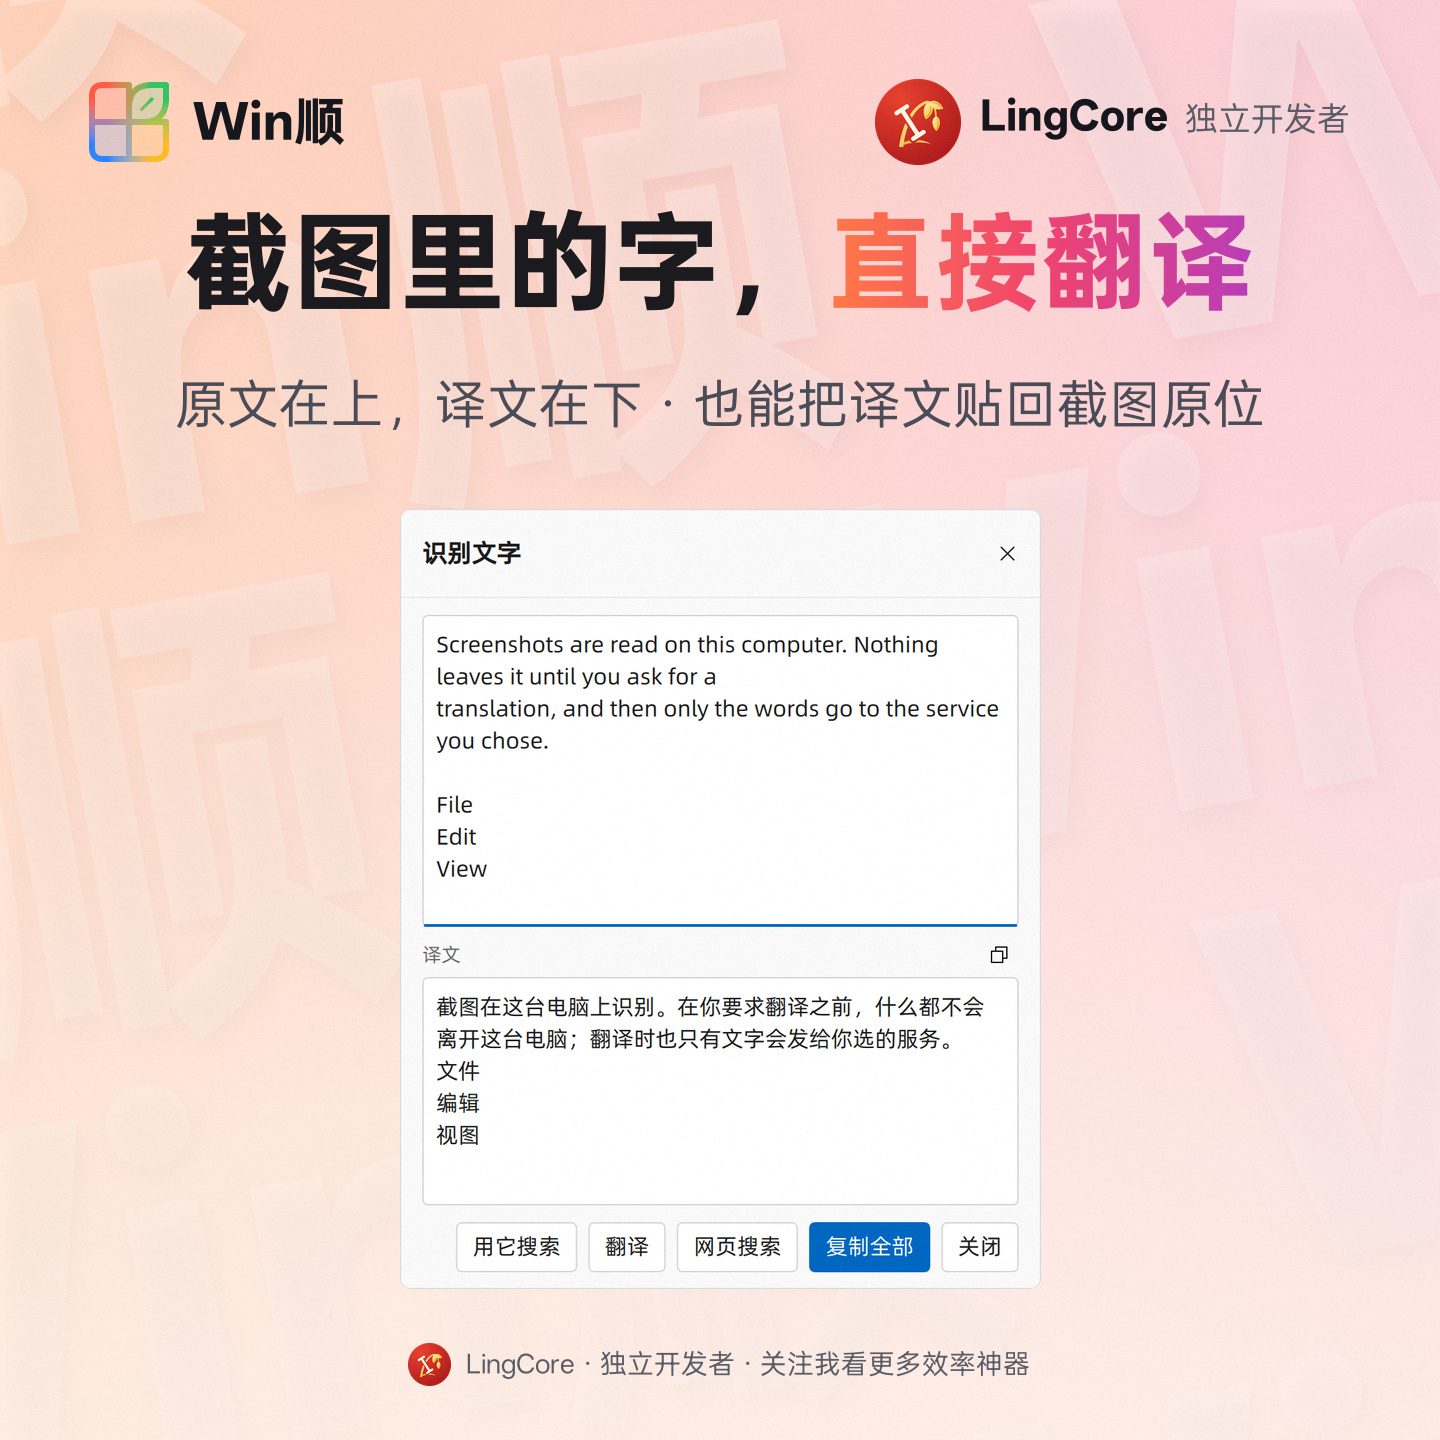 Win顺
LingCore 独立开发者
截图里的字，直接翻译
原文在上，译文在下 · 也能把译文贴回截图原位
识别文字
Screenshots are read on this computer. Nothing
leaves it until you ask for a
translation, and then only the words go to the service
you chose.
File
Edit
View
译文
截图在这台电脑上识别。在你要求翻译之前，什么都不会
离开这台电脑；翻译时也只有文字会发给你选的服务。
文件
编辑
视图
用它搜索 翻译 网页搜索 复制全部 关闭
LingCore · 独立开发者 · 关注我看更多效率神器